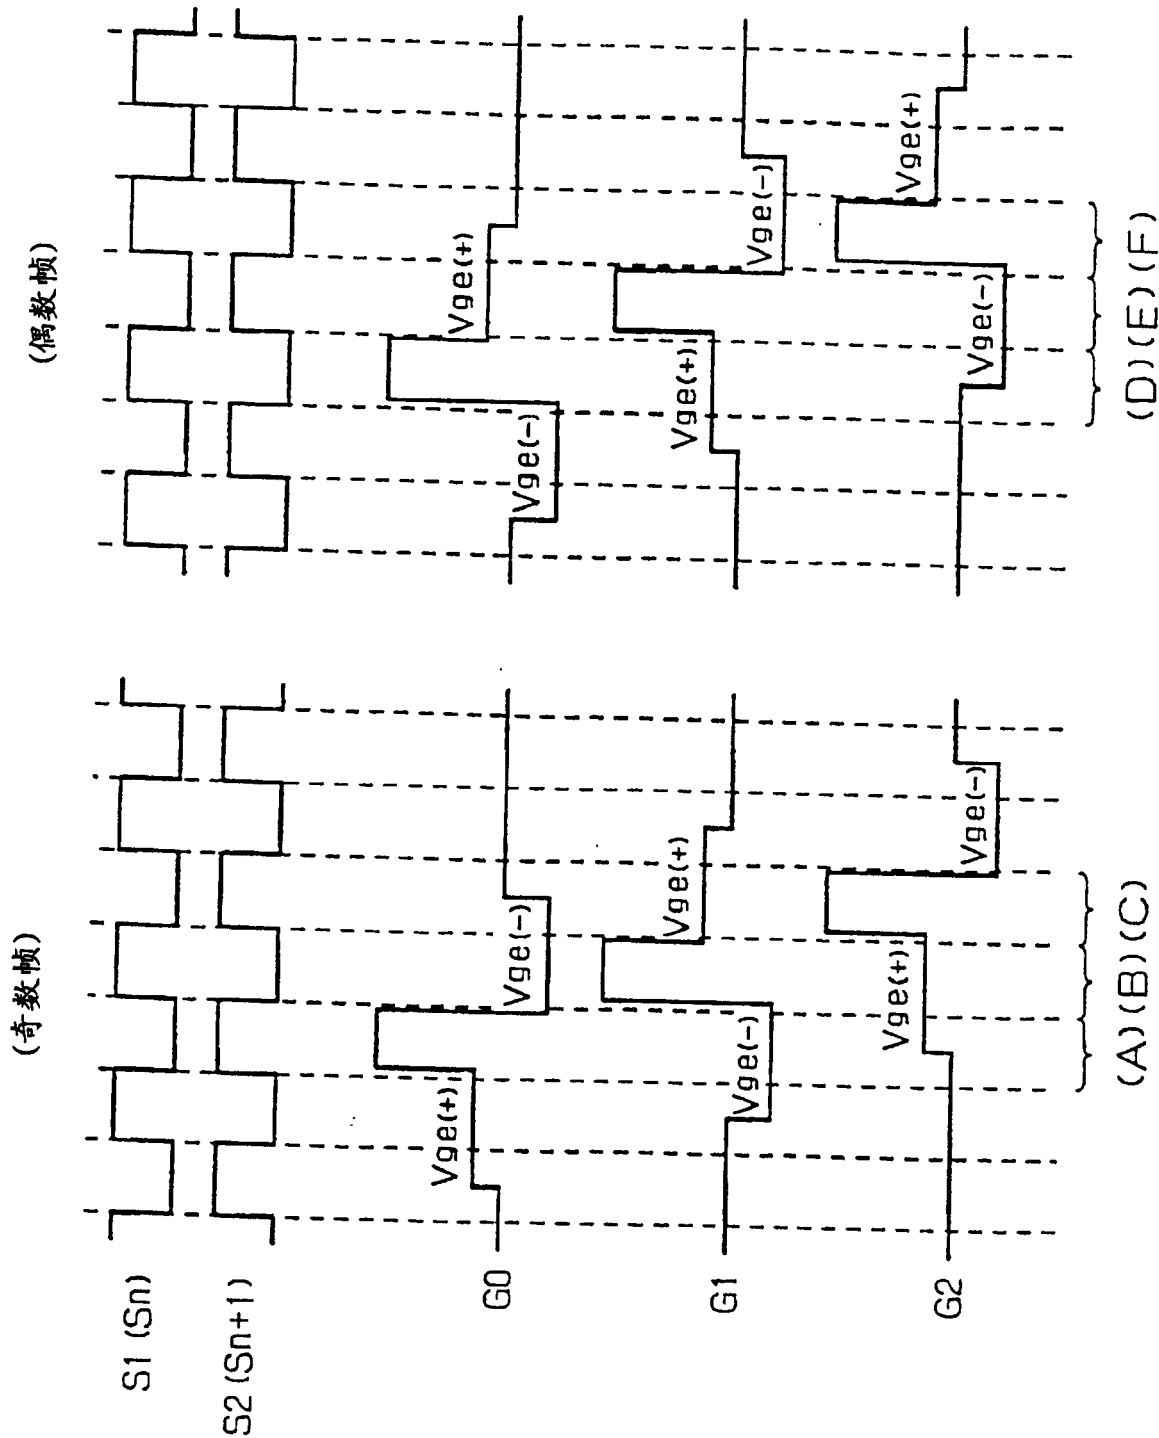 (奇数帧)
(偶数帧)
S1 (Sn)
S2 (Sn+1)
G0
Vge(+)
Vge(-)
Vge(-)
Vge(+)
G1
Vge(-)
Vge(+)
Vge(+)
Vge(-)
G2
Vge(+)
Vge(-)
Vge(-)
Vge(+)
(A) (B) (C)
(D) (E) (F)